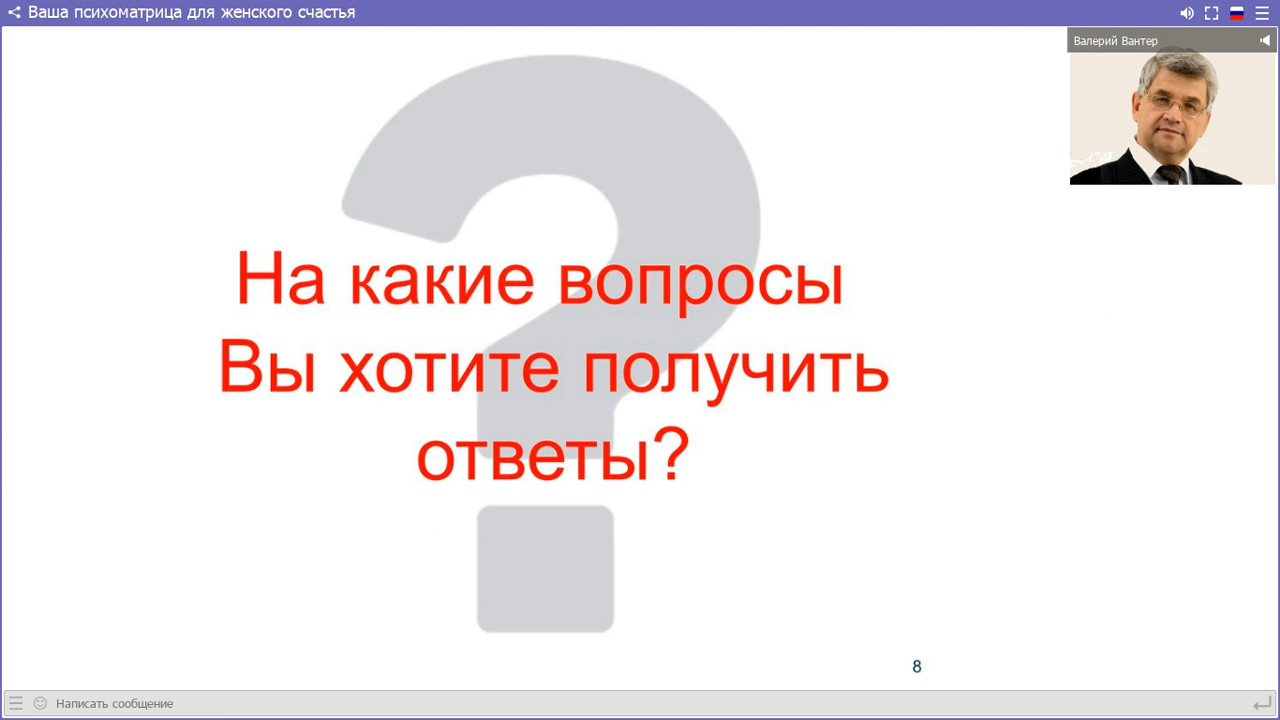 Ваша психоматрица для женского счастья
Валерий Вантер
?
На какие вопросы
Вы хотите получить
ответы?
8
Написать сообщение